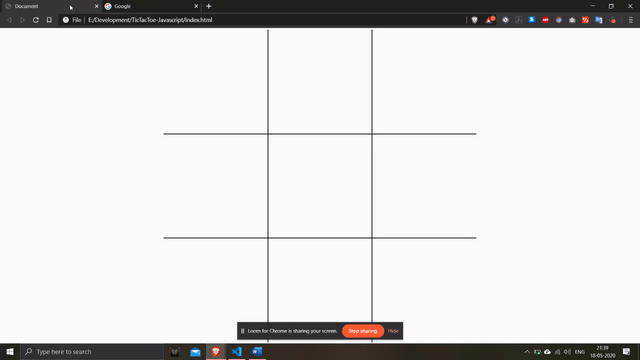 Document
Google
File | E:/Development/TicTacToe-Javascript/index.html
Loom for Chrome is sharing your screen.
Stop sharing
Hide
Type here to search
ENG
21:39
18-05-2020